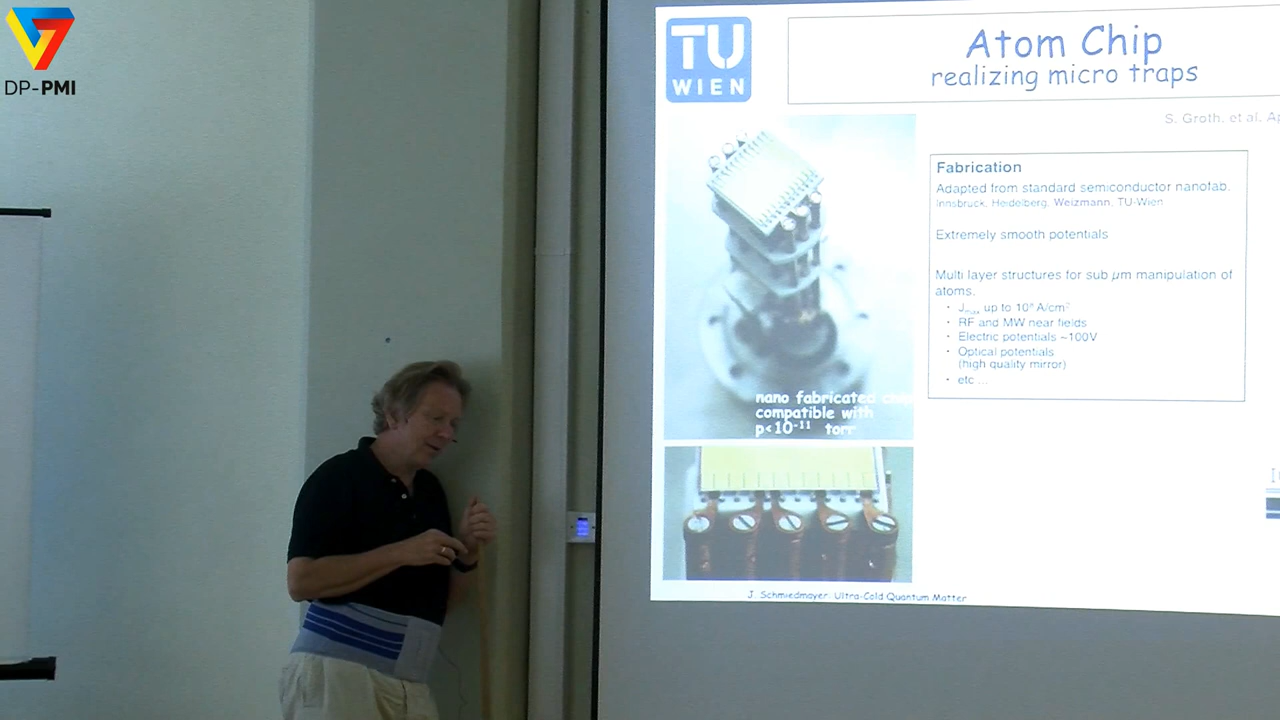 DP-PMI
TU
WIEN
Atom Chip
realizing micro traps
S. Groth, et al. Ap
Fabrication
Adapted from standard semiconductor nanofab.
Innsbruck, Heidelberg, Weizmann, TU-Wien
Extremely smooth potentials
Multi layer structures for sub µm manipulation of
atoms.
· Jmax up to 10⁸ A/cm²
· RF and MW near fields
· Electric potentials ~100V
· Optical potentials
(high quality mirror)
· etc ...
nano fabricated chip
compatible with
p<10⁻¹¹ torr
J. Schmiedmayer: Ultra-Cold Quantum Matter